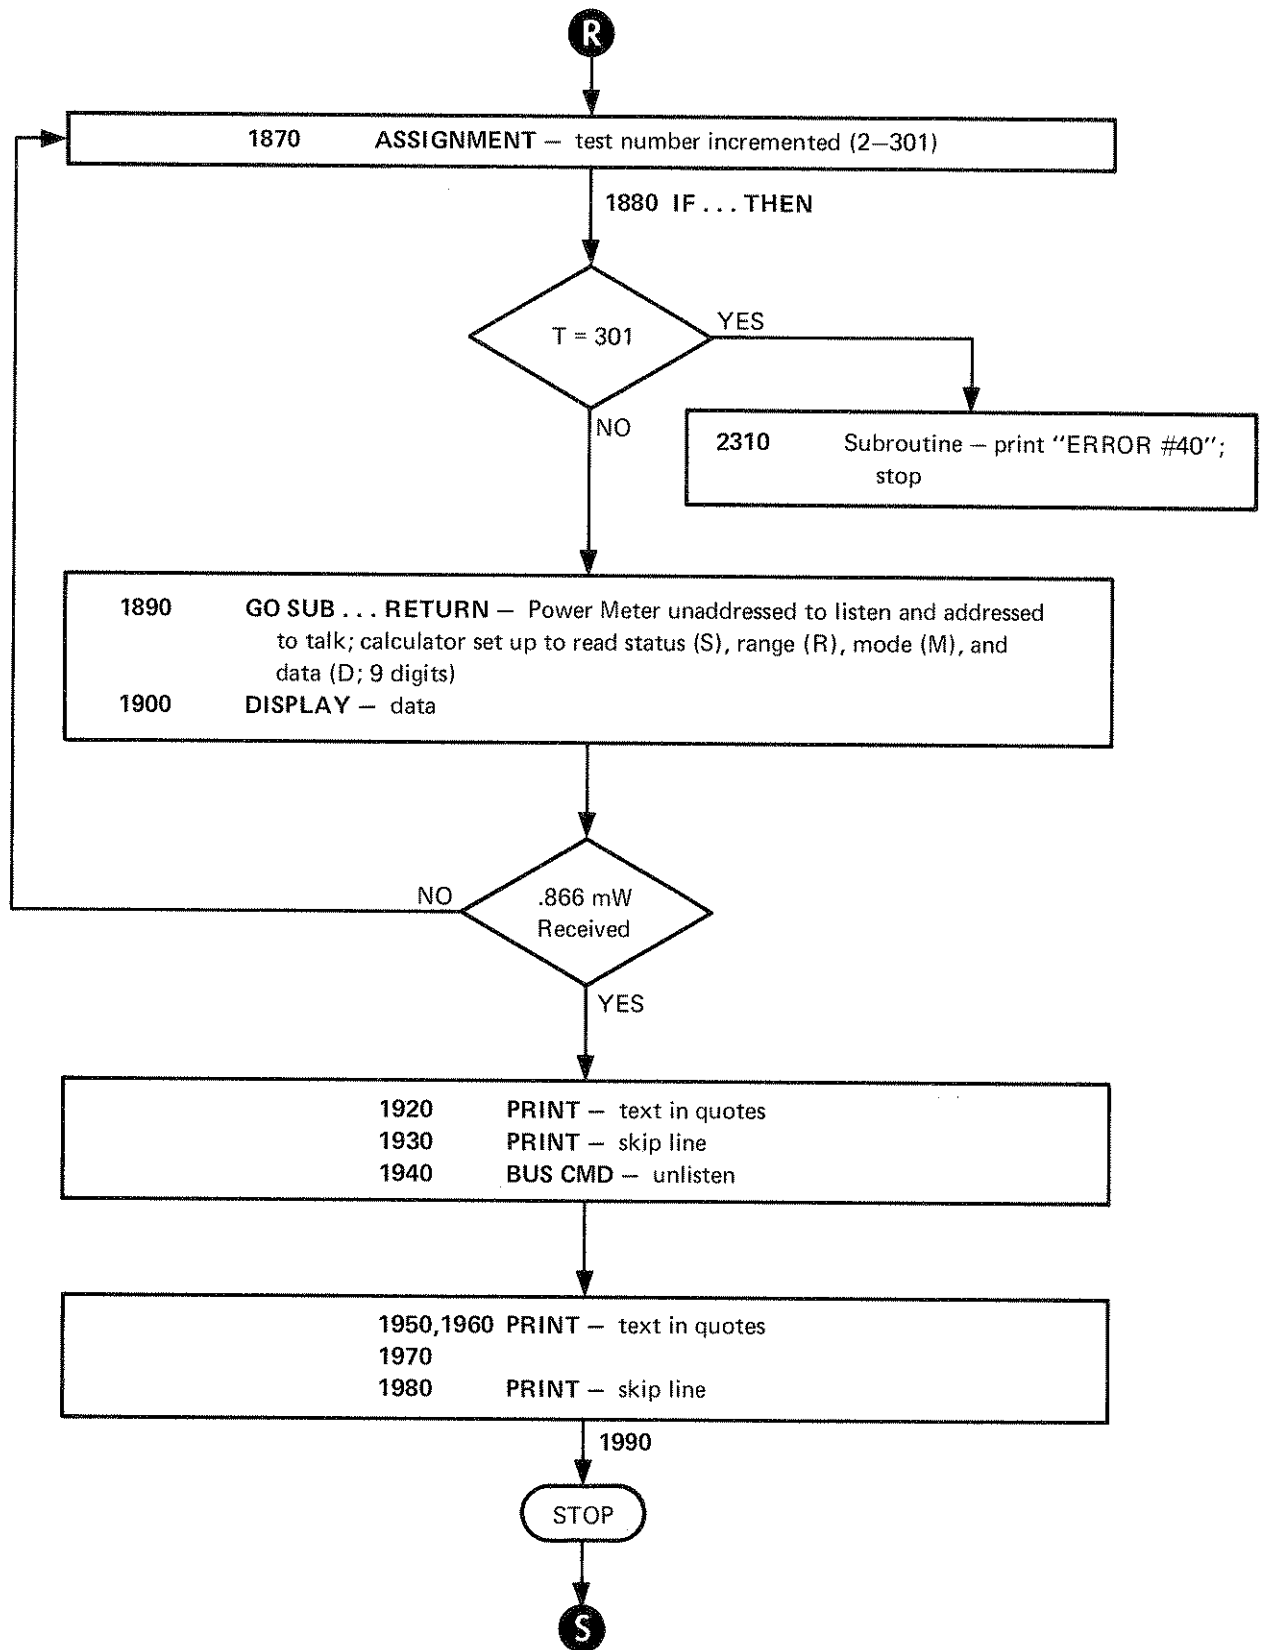 R
1870 ASSIGNMENT — test number incremented (2–301)
1880 IF . . . THEN
T = 301
YES
NO
2310 Subroutine — print “ERROR #40”;
stop
1890 GO SUB . . . RETURN — Power Meter unaddressed to listen and addressed
to talk; calculator set up to read status (S), range (R), mode (M), and
data (D; 9 digits)
1900 DISPLAY — data
.866 mW
Received
NO
YES
1920 PRINT — text in quotes
1930 PRINT — skip line
1940 BUS CMD — unlisten
1950,1960 PRINT — text in quotes
1970
1980 PRINT — skip line
1990
STOP
S